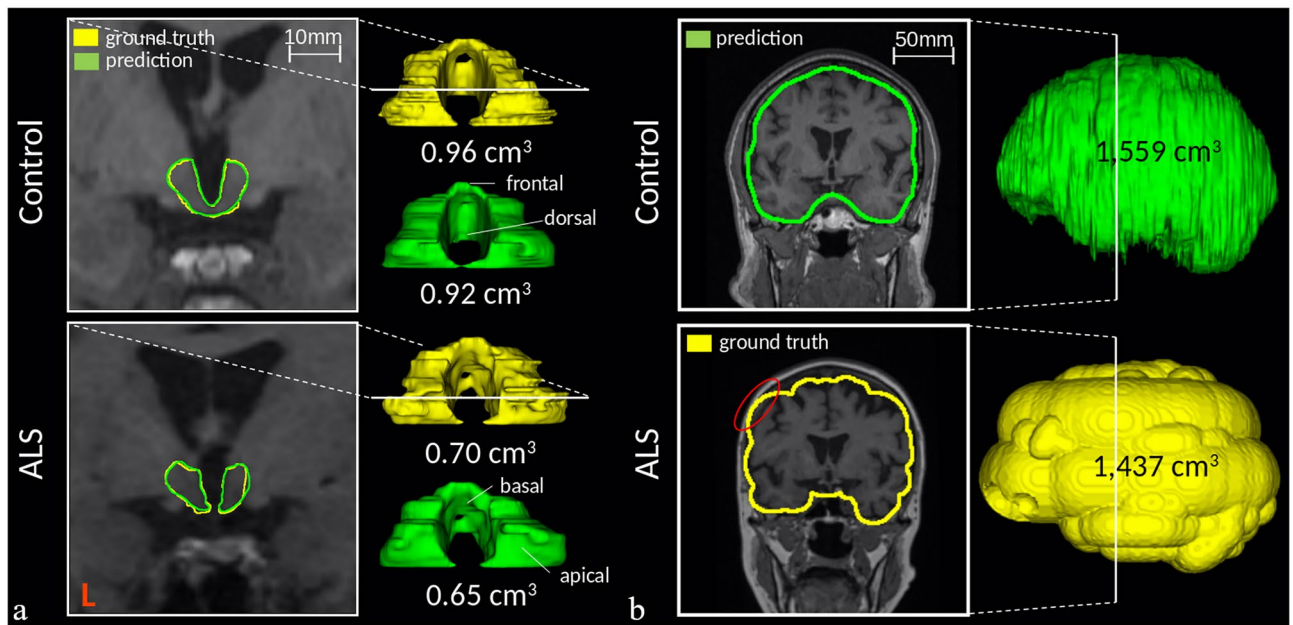 ground truth
prediction
10mm
Control
0.96 cm³
frontal
dorsal
0.92 cm³
ALS
0.70 cm³
basal
apical
0.65 cm³
L
a
prediction
50mm
Control
1,559 cm³
ground truth
ALS
1,437 cm³
b